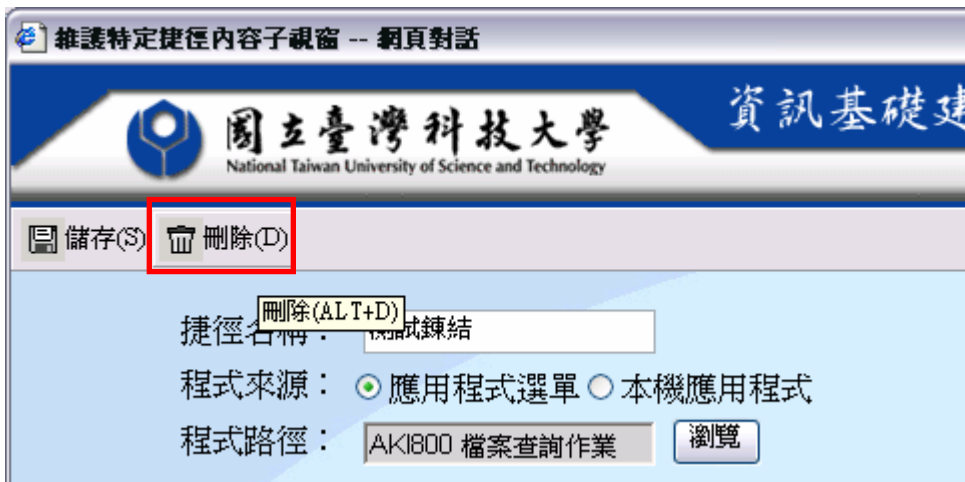 維護特定捷徑內容子視窗 -- 網頁對話
資訊基礎建
國立臺灣科技大學
National Taiwan University of Science and Technology
儲存(S) 刪除(D)
刪除(ALT+D)
捷徑名稱： 測試鍊結
程式來源： 應用程式選單 本機應用程式
程式路徑： AKI800 檔案查詢作業 瀏覽